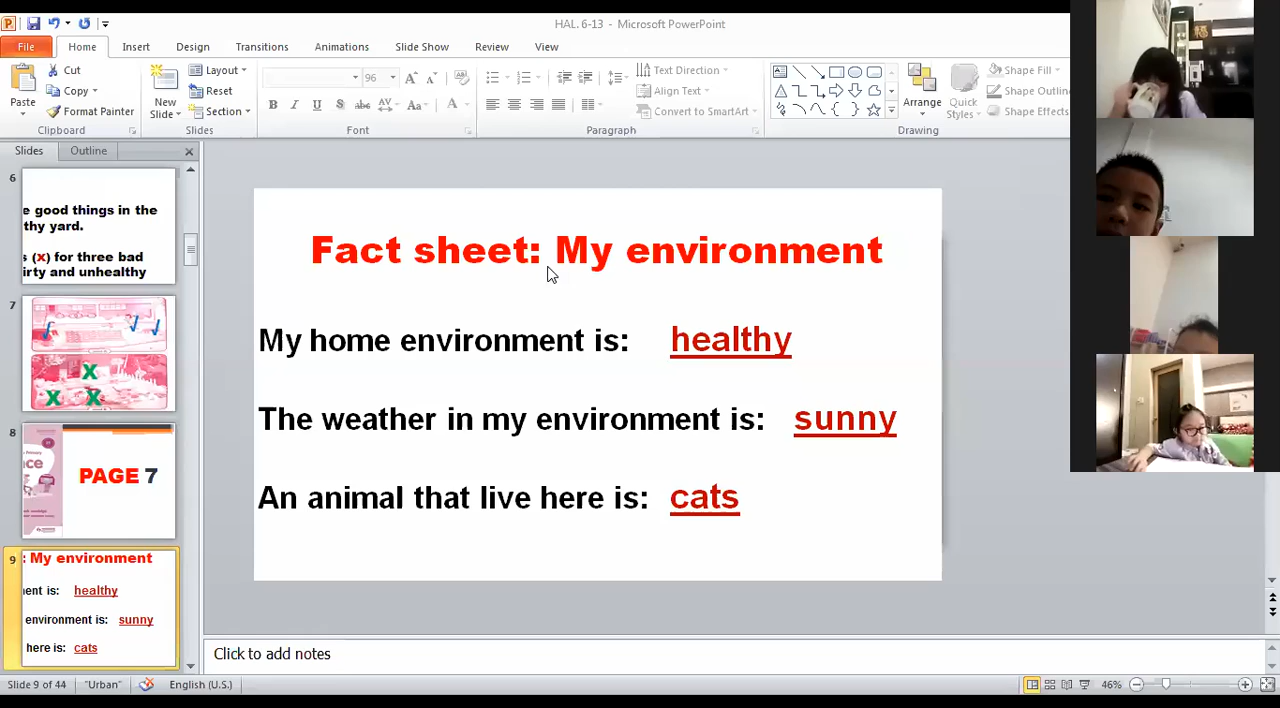 HAL. 6-13 - Microsoft PowerPoint
File Home Insert Design Transitions Animations Slide Show Review View
Paste
Cut
Copy
Format Painter
Clipboard
New
Slide
Layout
Reset
Section
Slides
96
Font
Paragraph
Text Direction
Align Text
Convert to SmartArt
Arrange
Quick
Styles
Shape Fill
Shape Outlin
Shape Effects
Drawing
Slides Outline
6
e good things in the
thy yard.
s (x) for three bad
irty and unhealthy
7
8
PAGE 7
9
: My environment
ent is: healthy
environment is: sunny
here is: cats
Fact sheet: My environment
My home environment is: healthy
The weather in my environment is: sunny
An animal that live here is: cats
Click to add notes
Slide 9 of 44 "Urban" English (U.S.) 46%